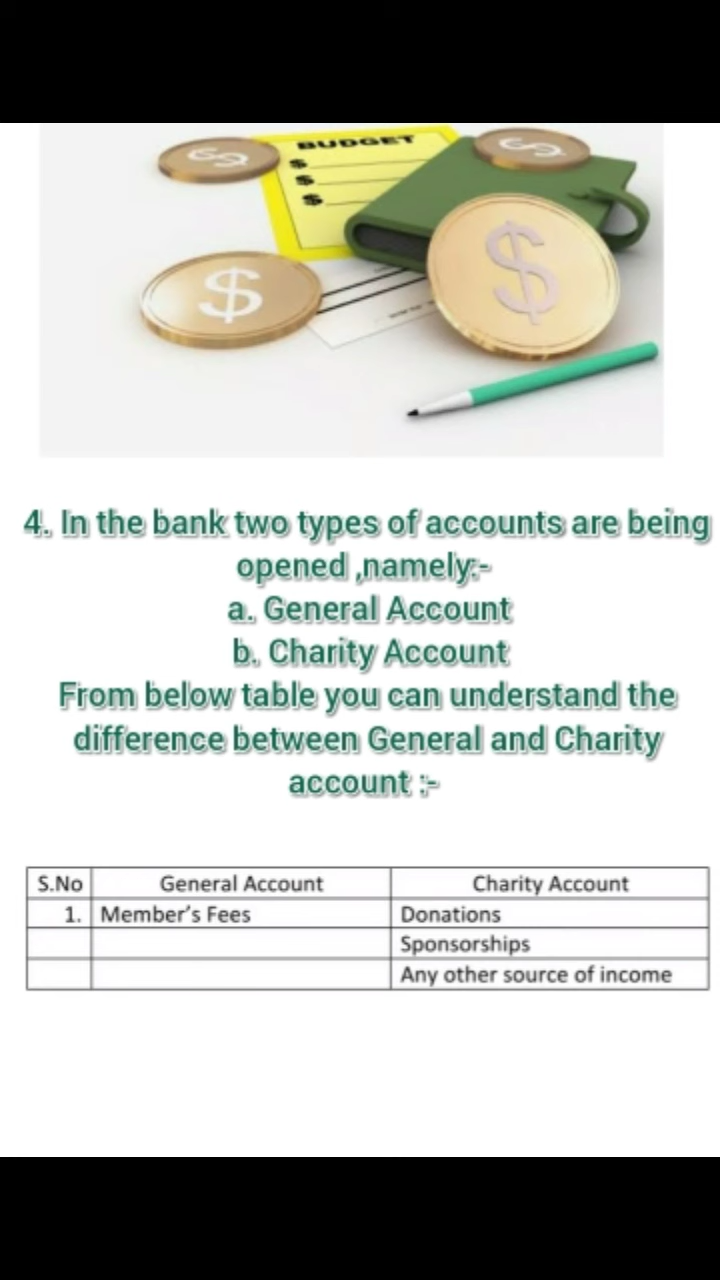 $
BUDGET
$
$
$
$
$
$
4. In the bank two types of accounts are being
opened ,namely:-
a. General Account
b. Charity Account
From below table you can understand the
difference between General and Charity
account :-
S.No General Account Charity Account
1. Member's Fees Donations
Sponsorships
Any other source of income